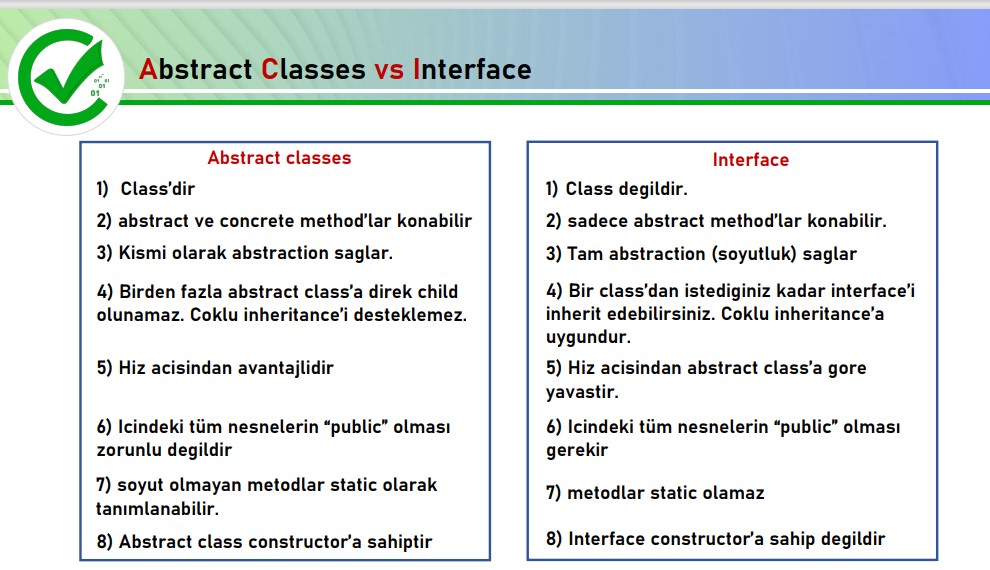 Abstract Classes vs Interface
01 01
01
01
Abstract classes
1) Class'dir
2) abstract ve concrete method'lar konabilir
3) Kismi olarak abstraction saglar.
4) Birden fazla abstract class'a direk child
olunamaz. Coklu inheritance'i desteklemez.
5) Hiz acisindan avantajlidir
6) Icindeki tüm nesnelerin “public” olması
zorunlu degildir
7) soyut olmayan metodlar static olarak
tanımlanabilir.
8) Abstract class constructor'a sahiptir
Interface
1) Class degildir.
2) sadece abstract method'lar konabilir.
3) Tam abstraction (soyutluk) saglar
4) Bir class'dan istediginiz kadar interface'i
inherit edebilirsiniz. Coklu inheritance'a
uygundur.
5) Hiz acisindan abstract class'a gore
yavastir.
6) Icindeki tüm nesnelerin “public” olması
gerekir
7) metodlar static olamaz
8) Interface constructor'a sahip degildir